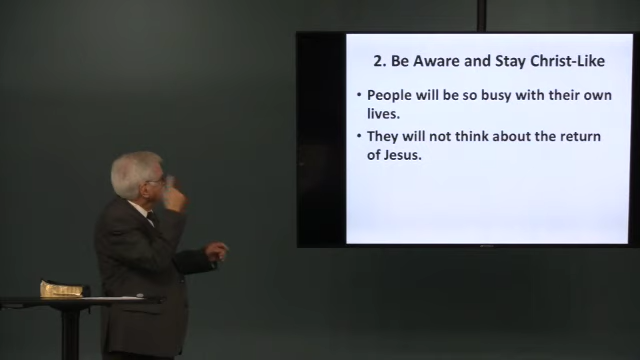 2. Be Aware and Stay Christ-Like
• People will be so busy with their own
lives.
• They will not think about the return
of Jesus.